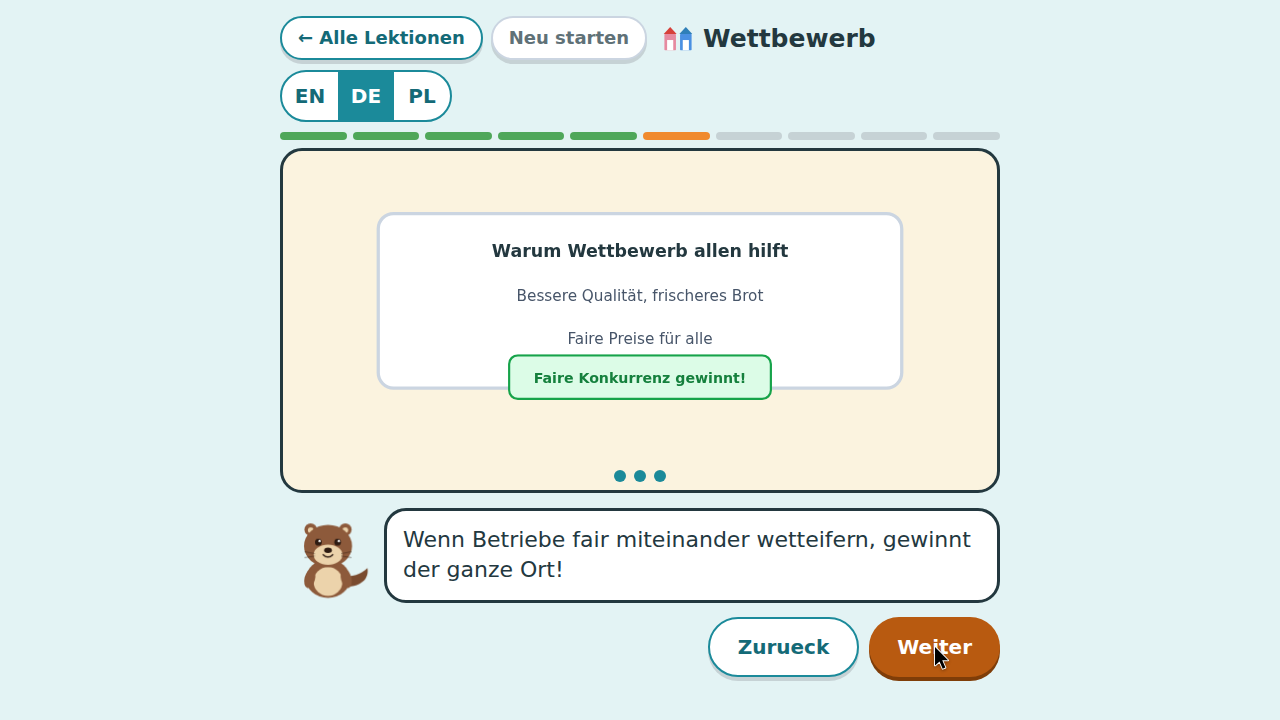 ← Alle Lektionen
Neu starten
Wettbewerb
EN DE PL
Warum Wettbewerb allen hilft
Bessere Qualität, frischeres Brot
Faire Preise für alle
Faire Konkurrenz gewinnt!
Wenn Betriebe fair miteinander wetteifern, gewinnt
der ganze Ort!
Zurueck
Weiter